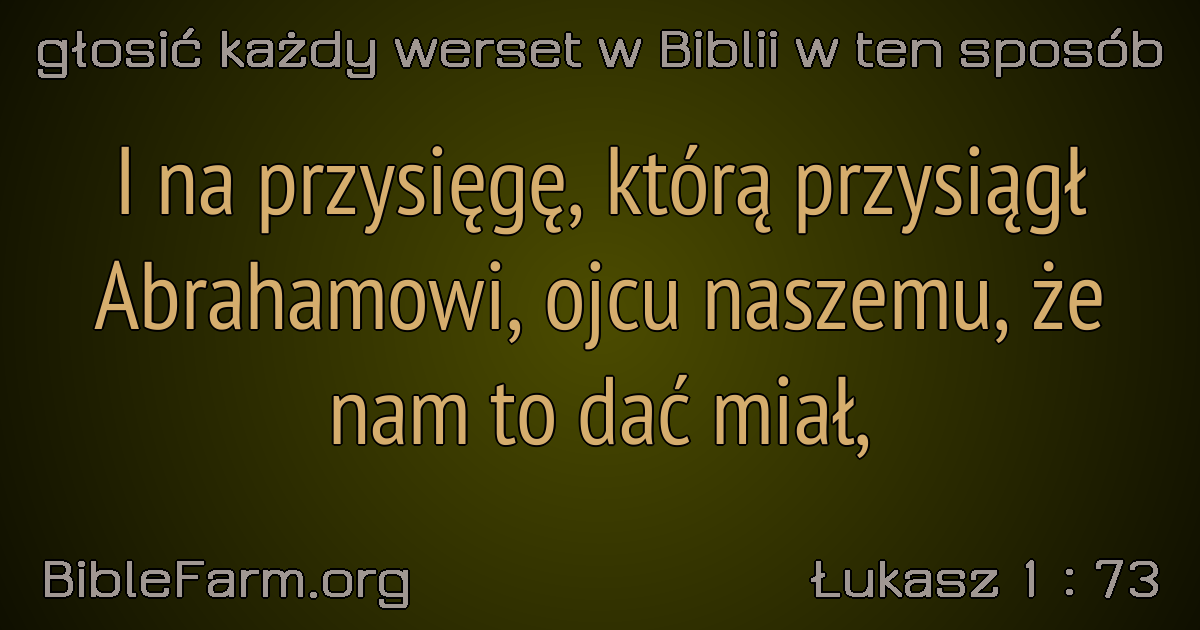 głosić każdy werset w Biblii w ten sposób
I na przysięgę, którą przysiągł
Abrahamowi, ojcu naszemu, że
nam to dać miał,
BibleFarm.org
Łukasz 1 : 73